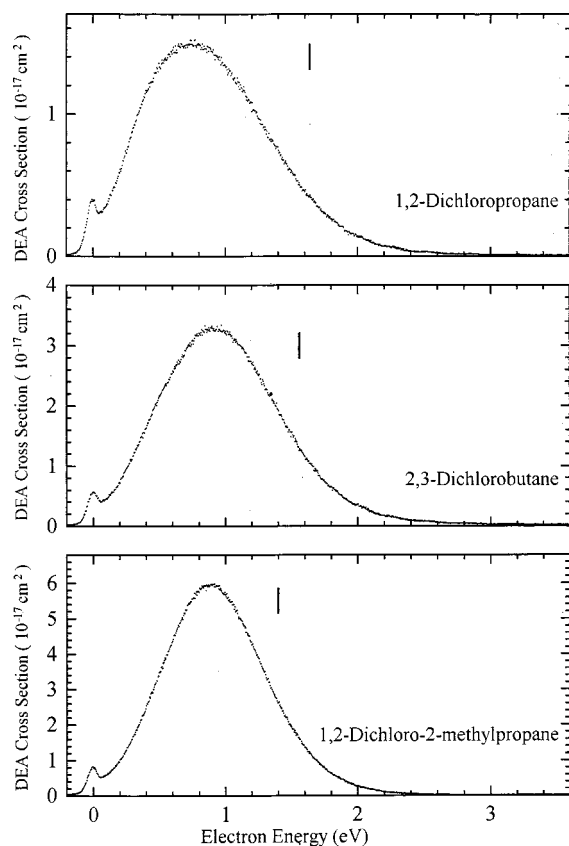 DEA Cross Section ( 10⁻¹⁷ cm²)
1
0
1,2-Dichloropropane
DEA Cross Section ( 10⁻¹⁷ cm²)
4
3
2
1
0
2,3-Dichlorobutane
DEA Cross Section ( 10⁻¹⁷ cm²)
6
5
4
3
2
1
0
1,2-Dichloro-2-methylpropane
0 1 2 3
Electron Energy (eV)